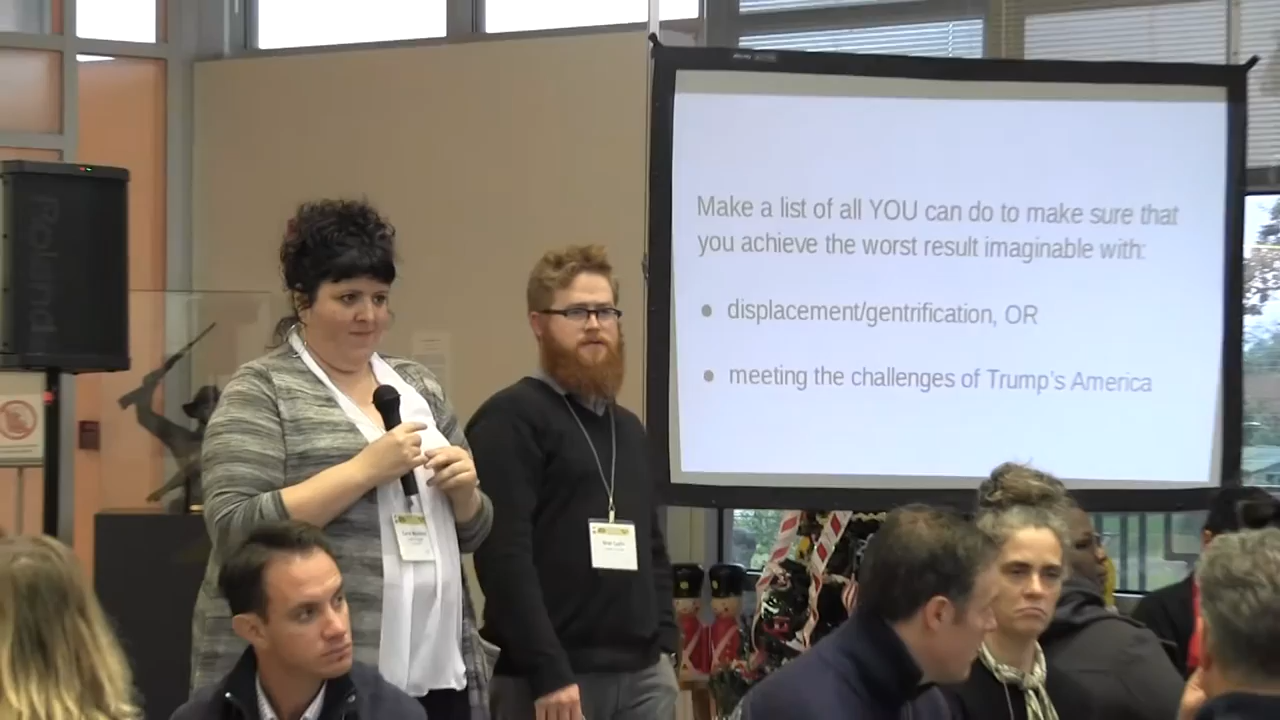 Make a list of all YOU can do to make sure that
you achieve the worst result imaginable with:
• displacement/gentrification, OR
• meeting the challenges of Trump's America
Roland